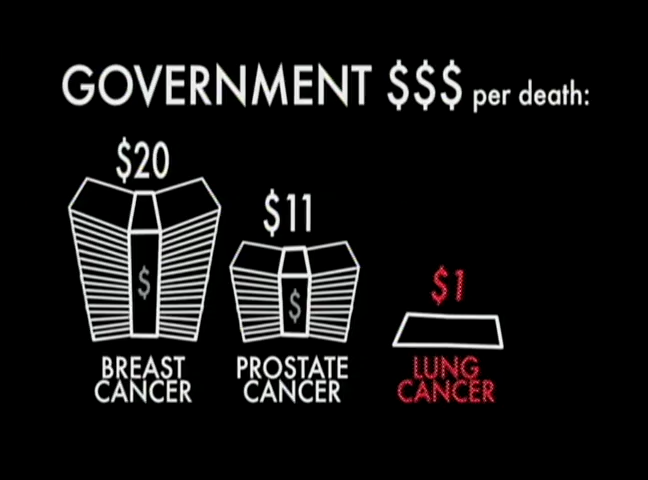 GOVERNMENT $$$ per death:
$20
$11
$1
$
$
BREAST
CANCER
PROSTATE
CANCER
LUNG
CANCER